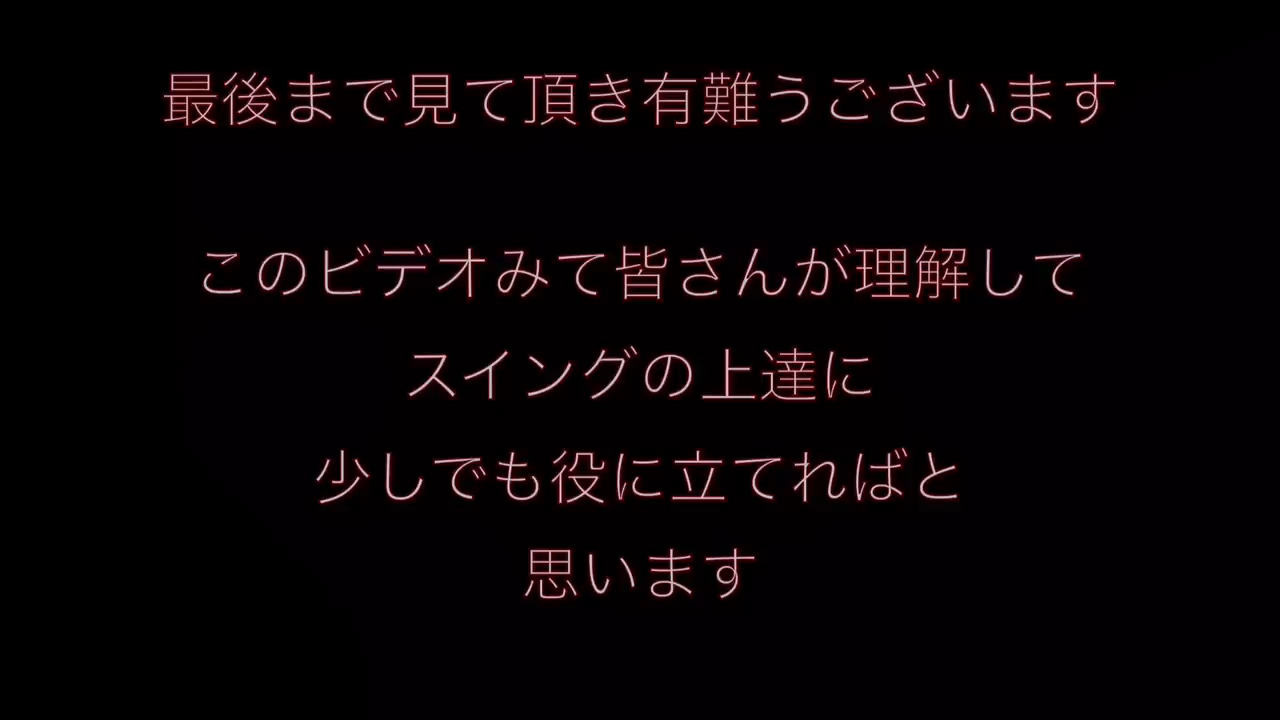 最後まで見て頂き有難うございます
このビデオみて皆さんが理解して
スイングの上達に
少しでも役に立てればと
思います